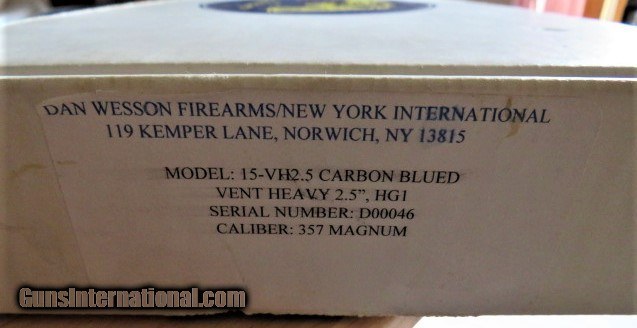 DAN WESSON FIREARMS/NEW YORK INTERNATIONAL
119 KEMPER LANE, NORWICH, NY 13815
MODEL: 15-VH2.5 CARBON BLUED
VENT HEAVY 2.5”, HG1
SERIAL NUMBER: D00046
CALIBER: 357 MAGNUM
GunsInternational.com